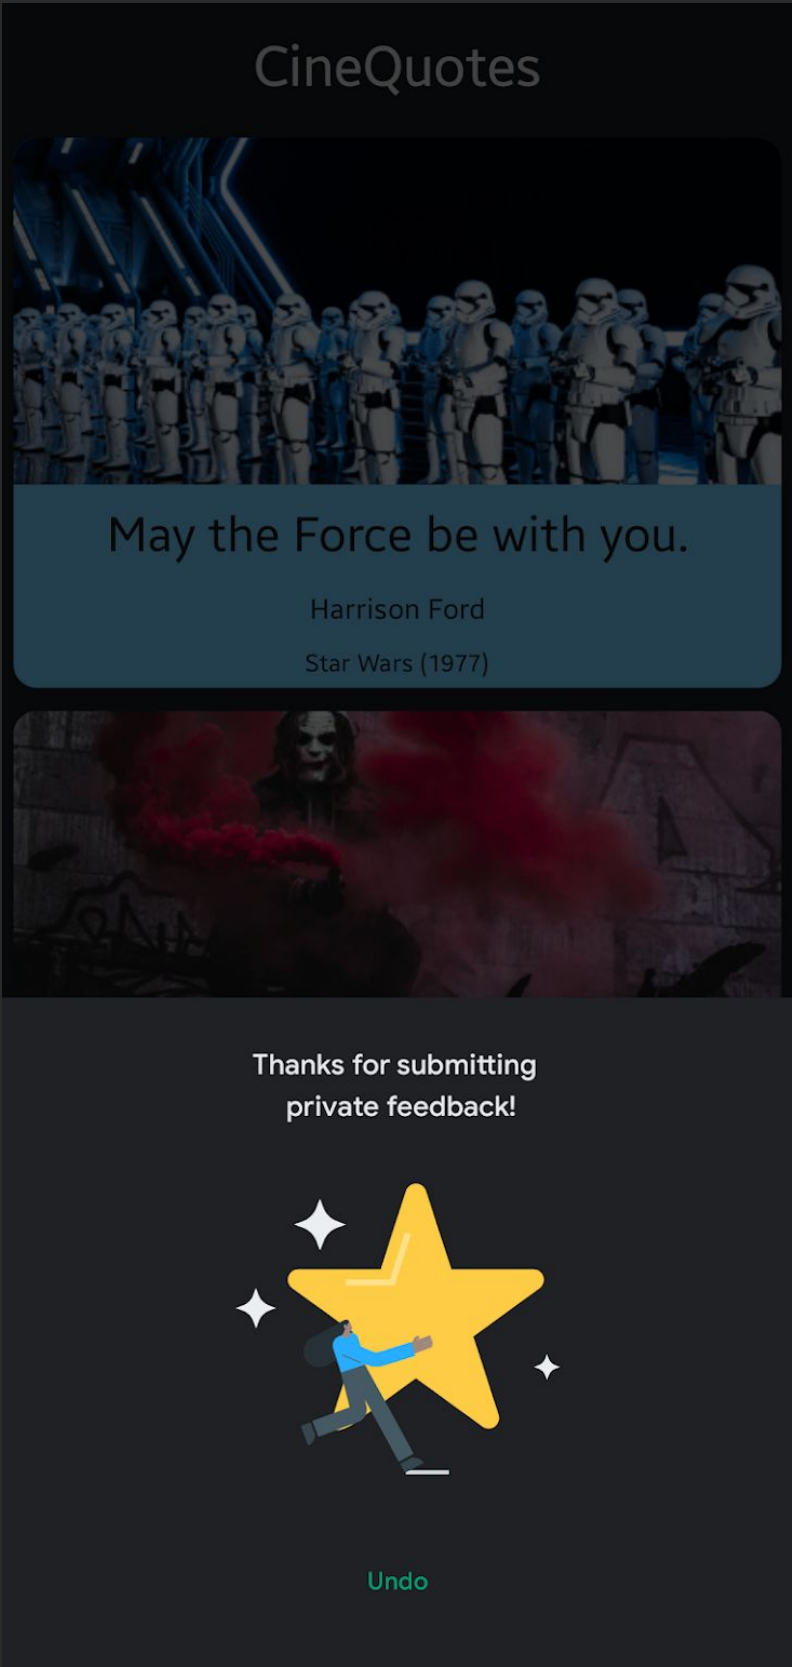 CineQuotes
May the Force be with you.
Harrison Ford
Star Wars (1977)
Thanks for submitting
private feedback!
Undo